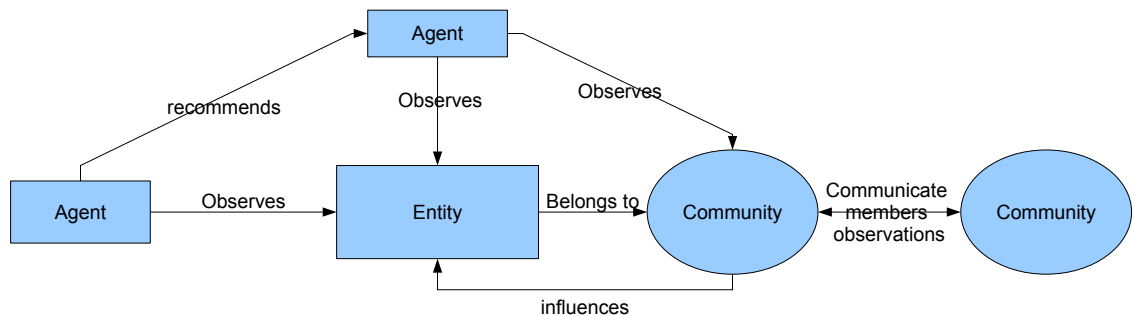 Agent
recommends
Observes
Observes
Agent
Observes
Entity
Belongs to
Community
Communicate
members
observations
Community
influences